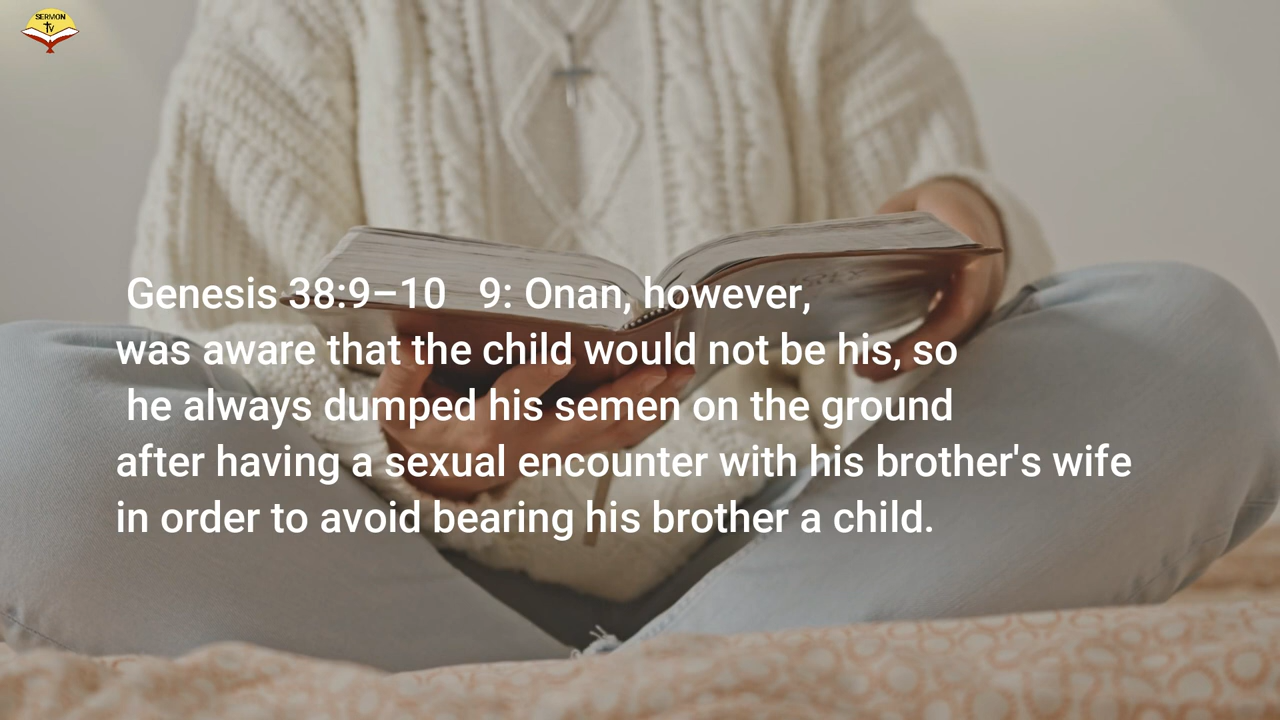 SERMON
TV
Genesis 38:9–10   9: Onan, however,
was aware that the child would not be his, so
he always dumped his semen on the ground
after having a sexual encounter with his brother's wife
in order to avoid bearing his brother a child.